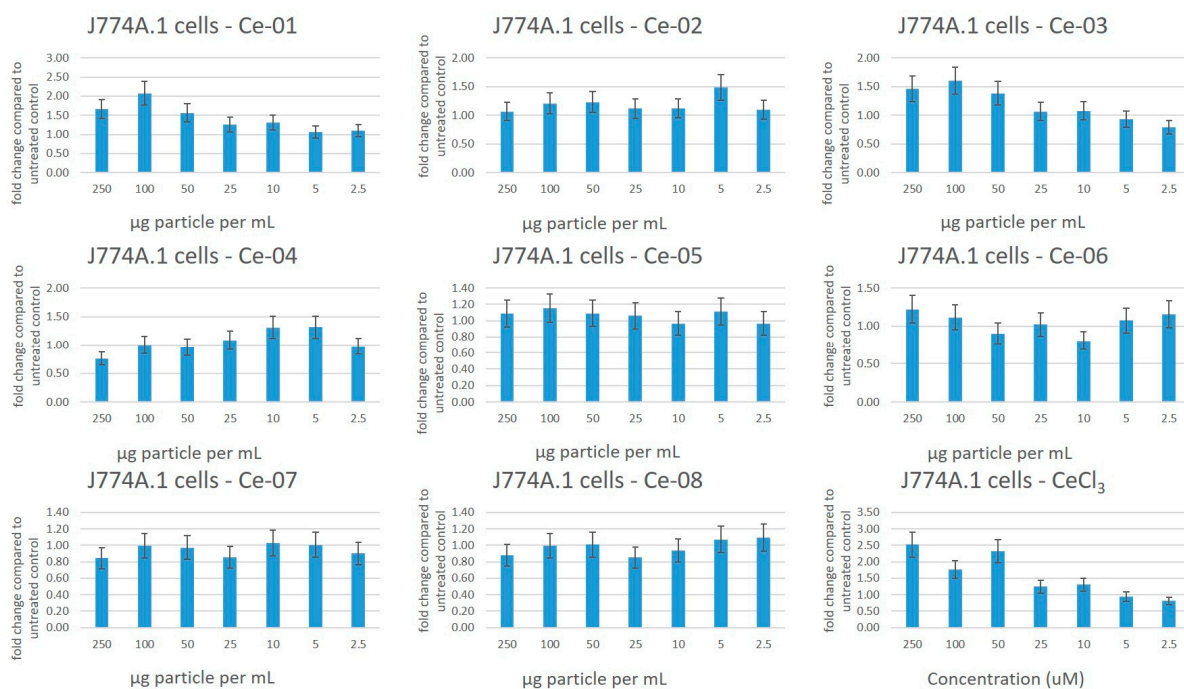 J774A.1 cells - Ce-01
fold change compared to
untreated control
3.00
2.50
2.00
1.50
1.00
0.50
0.00
250 100 50 25 10 5 2.5
µg particle per mL
J774A.1 cells - Ce-02
fold change compared to
untreated control
2.00
1.50
1.00
0.50
0.00
250 100 50 25 10 5 2.5
µg particle per mL
J774A.1 cells - Ce-03
fold change compared to
untreated control
2.00
1.50
1.00
0.50
0.00
250 100 50 25 10 5 2.5
µg particle per mL
J774A.1 cells - Ce-04
fold change compared to
untreated control
2.00
1.50
1.00
0.50
0.00
250 100 50 25 10 5 2.5
µg particle per mL
J774A.1 cells - Ce-05
fold change compared to
untreated control
1.40
1.20
1.00
0.80
0.60
0.40
0.20
0.00
250 100 50 25 10 5 2.5
µg particle per mL
J774A.1 cells - Ce-06
fold change compared to
untreated control
1.50
1.00
0.50
0.00
250 100 50 25 10 5 2.5
µg particle per mL
J774A.1 cells - Ce-07
fold change compared to
untreated control
1.40
1.20
1.00
0.80
0.60
0.40
0.20
0.00
250 100 50 25 10 5 2.5
µg particle per mL
J774A.1 cells - Ce-08
fold change compared to
untreated control
1.40
1.20
1.00
0.80
0.60
0.40
0.20
0.00
250 100 50 25 10 5 2.5
µg particle per mL
J774A.1 cells - CeCl₃
fold change compared to
untreated control
3.50
3.00
2.50
2.00
1.50
1.00
0.50
0.00
250 100 50 25 10 5 2.5
Concentration (uM)